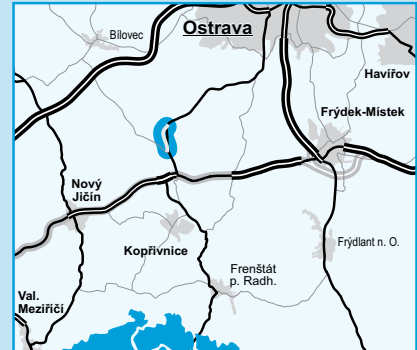 Ostrava
Bílovec
Havířov
Frýdek-Místek
Nový
Jičín
Kopřivnice
Frýdlant n. O.
Frenštát
p. Radh.
Val.
Meziříčí